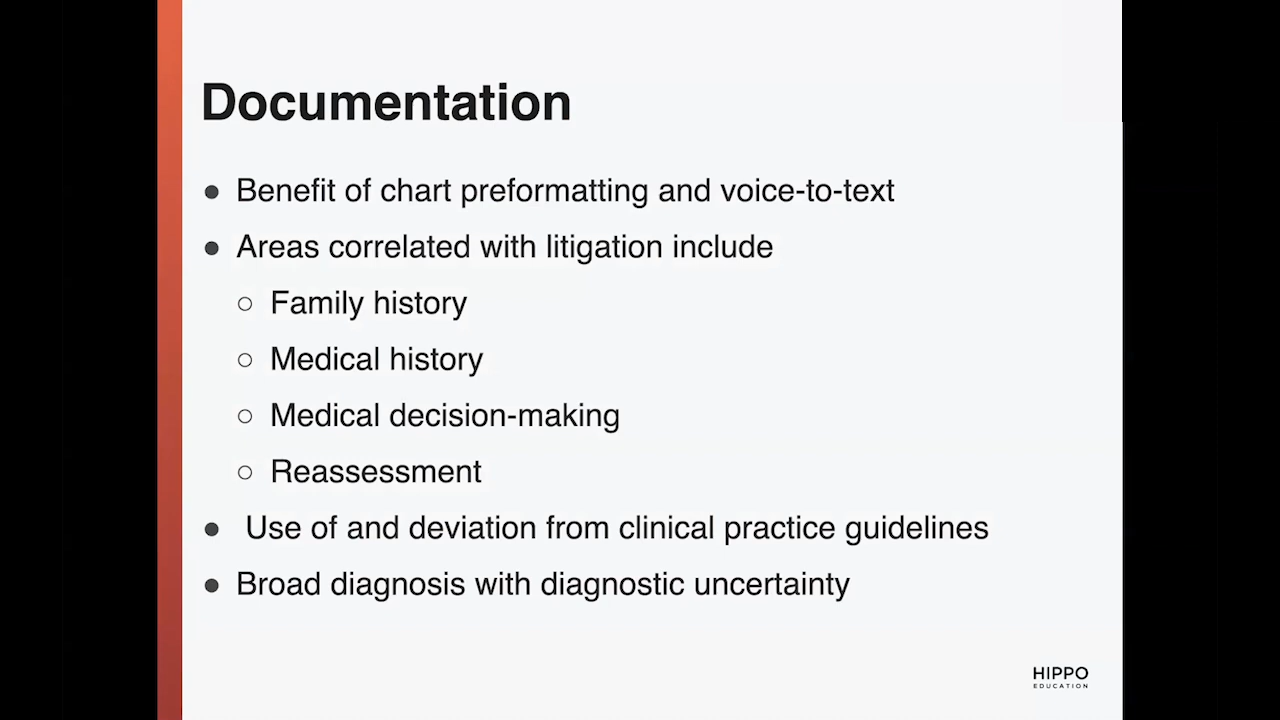 Documentation
● Benefit of chart preformatting and voice-to-text
● Areas correlated with litigation include
○ Family history
○ Medical history
○ Medical decision-making
○ Reassessment
● Use of and deviation from clinical practice guidelines
● Broad diagnosis with diagnostic uncertainty
HIPPO
EDUCATION